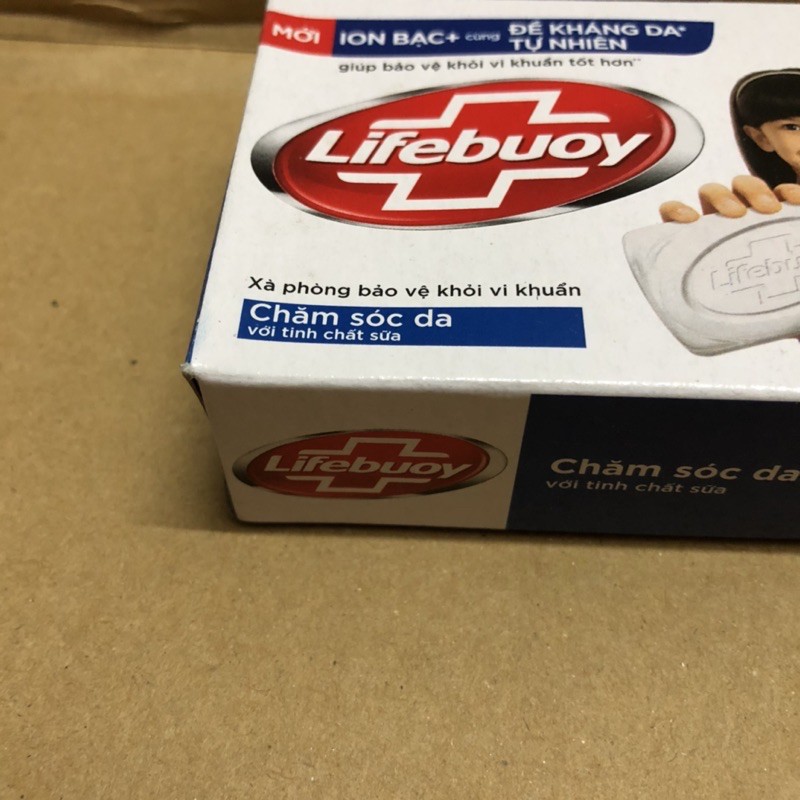 MỚI ION BẠC+ cùng ĐỀ KHÁNG DA*
TỰ NHIÊN
giúp bảo vệ khỏi vi khuẩn tốt hơn**
Lifebuoy
Lifebu
Xà phòng bảo vệ khỏi vi khuẩn
Chăm sóc da
với tinh chất sữa
Lifebuoy
Chăm sóc da
với tinh chất sữa